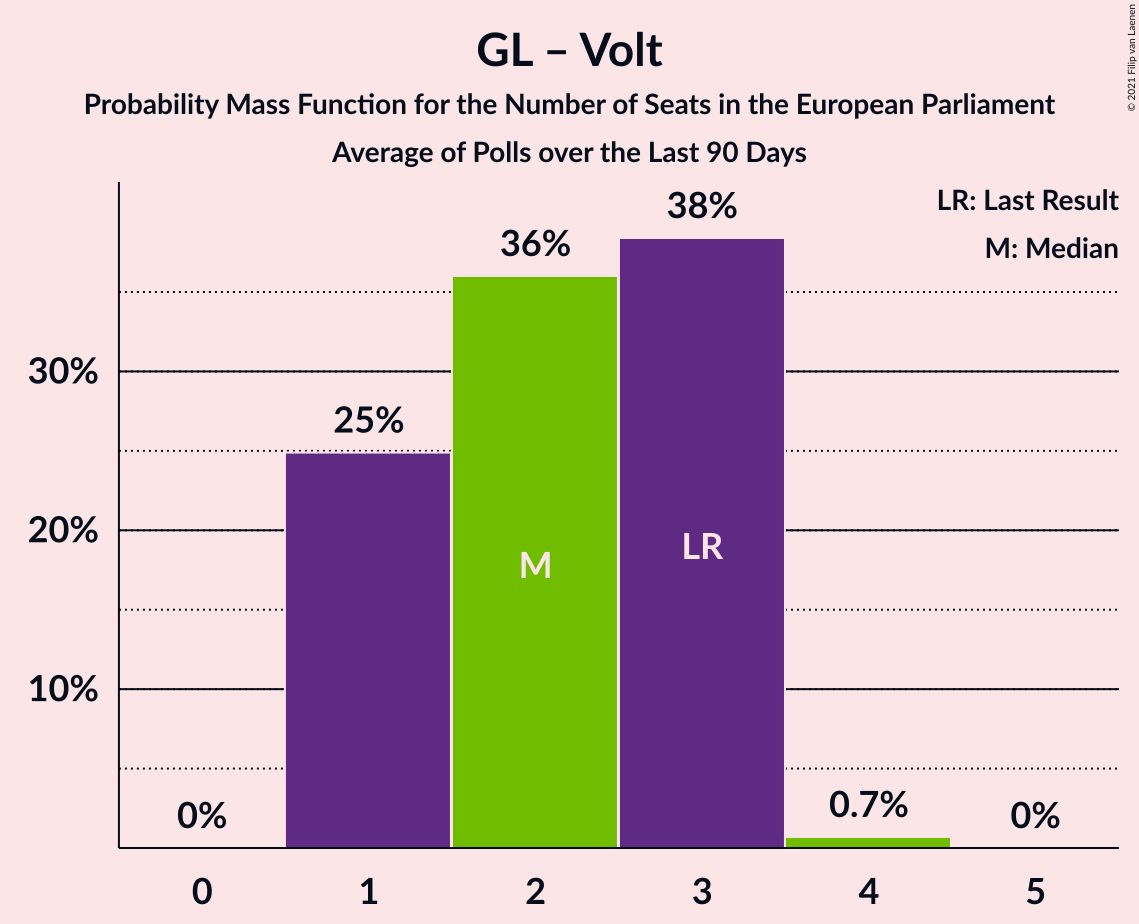 GL – Volt
Probability Mass Function for the Number of Seats in the European Parliament
Average of Polls over the Last 90 Days
© 2021 Filip van Laenen
LR: Last Result
M: Median
38%
36%
30%
25%
20%
10%
M
LR
0%
0.7%
0%
0 1 2 3 4 5